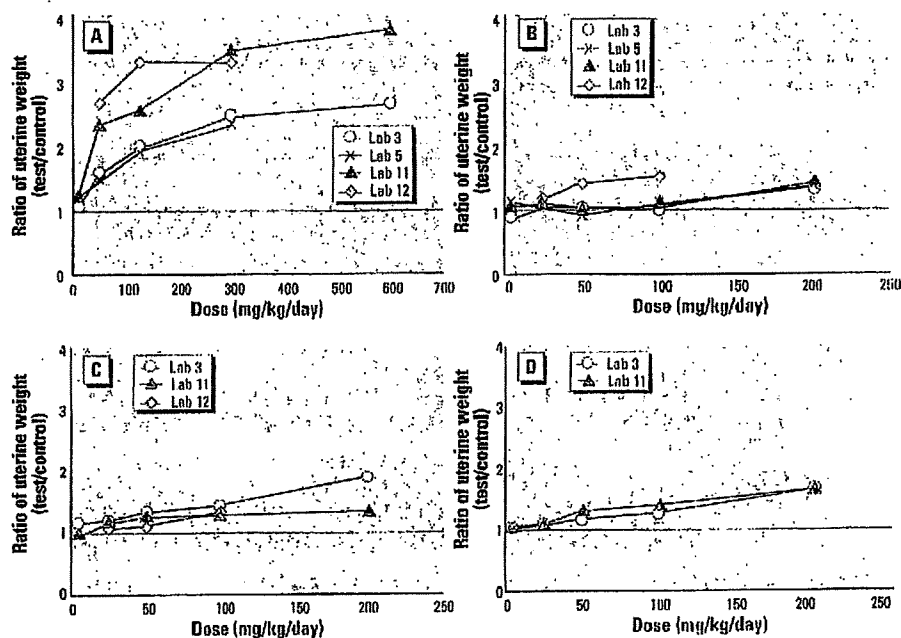 A
Ratio of uterine weight
(test/control)
4
3
2
1
0
0 100 200 300 400 500 600 700
Dose (mg/kg/day)
Lab 3
Lab 5
Lab 11
Lab 12
B
Ratio of uterine weight
(test/control)
4
3
2
1
0
0 50 100 150 200 250
Dose (mg/kg/day)
Lab 3
Lab 5
Lab 11
Lab 12
C
Ratio of uterine weight
(test/control)
4
3
2
1
0
0 50 100 150 200 250
Dose (mg/kg/day)
Lab 3
Lab 11
Lab 12
D
Ratio of uterine weight
(test/control)
4
3
2
1
0
0 50 100 150 200 250
Dose (mg/kg/day)
Lab 3
Lab 11